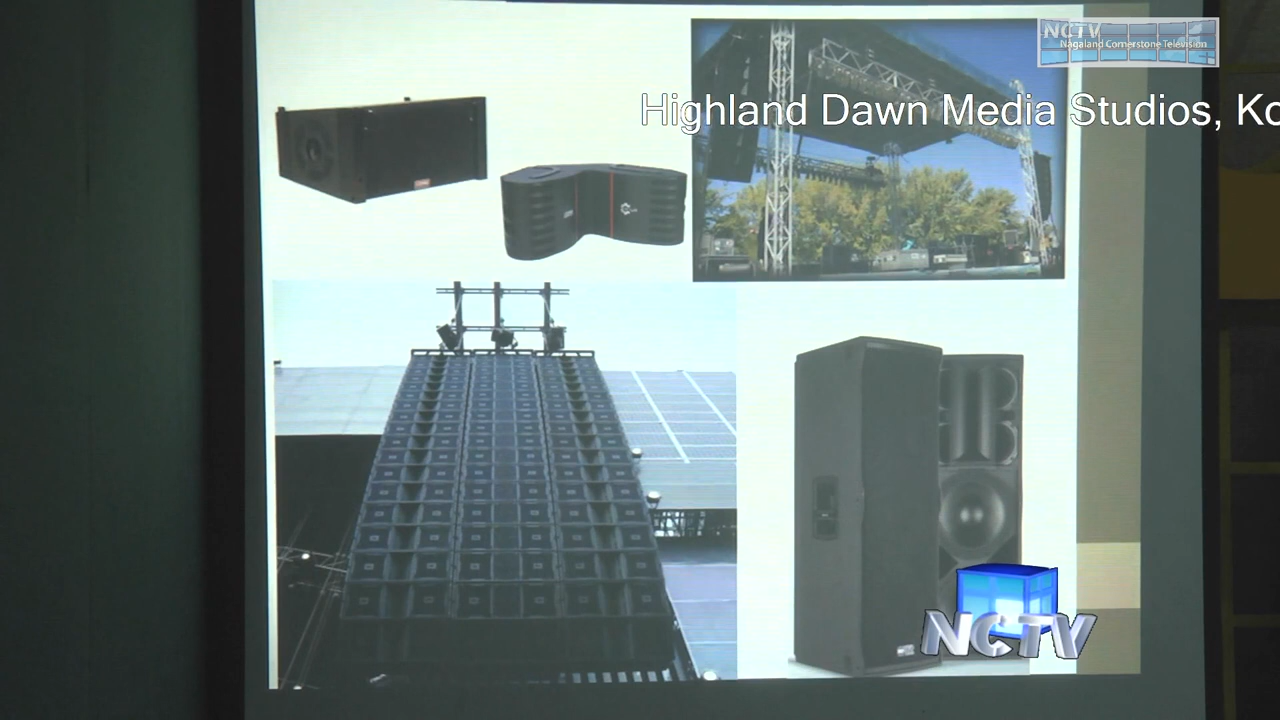 NCTV
Nagaland Cornerstone Television
Highland Dawn Media Studios, Ko
NCTV